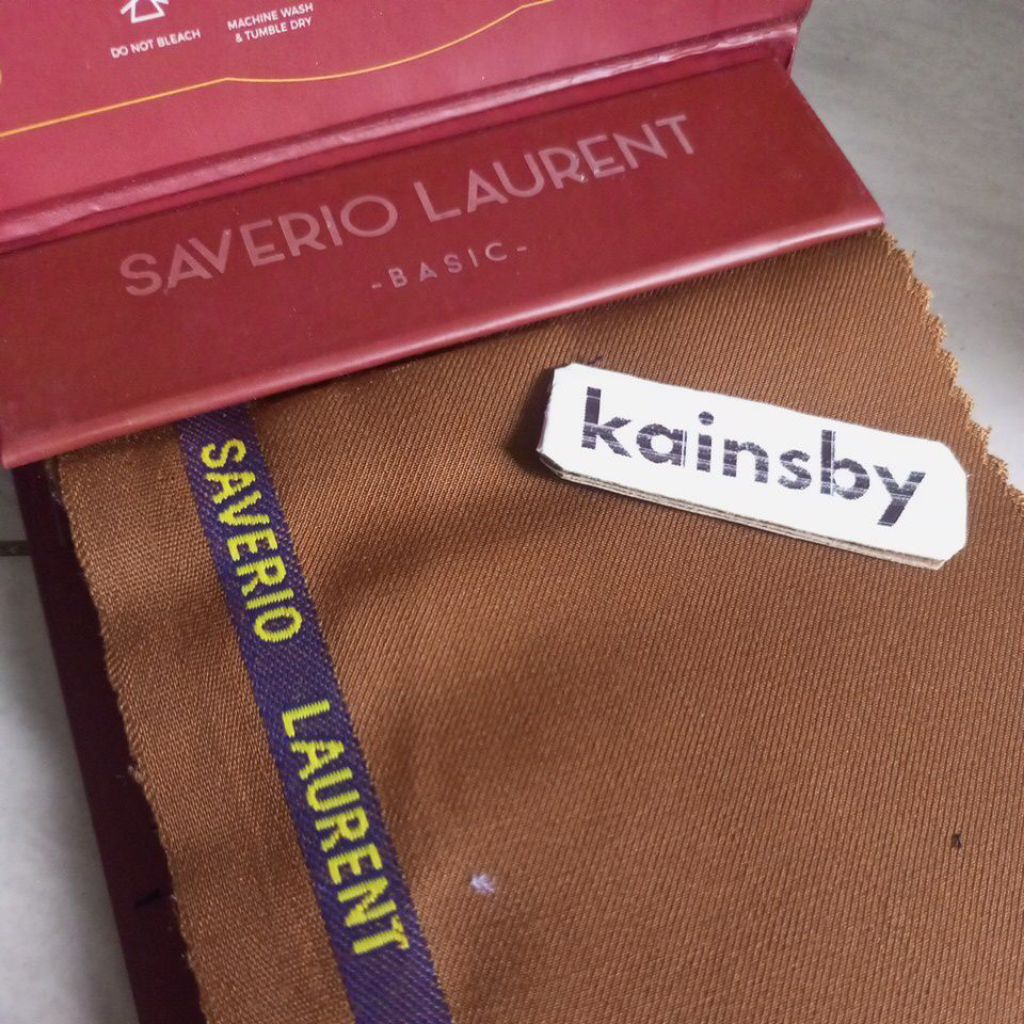 DO NOT BLEACH
MACHINE WASH
& TUMBLE DRY
SAVERIO LAURENT
-BASIC-
kainsby
SAVERIO LAURENT